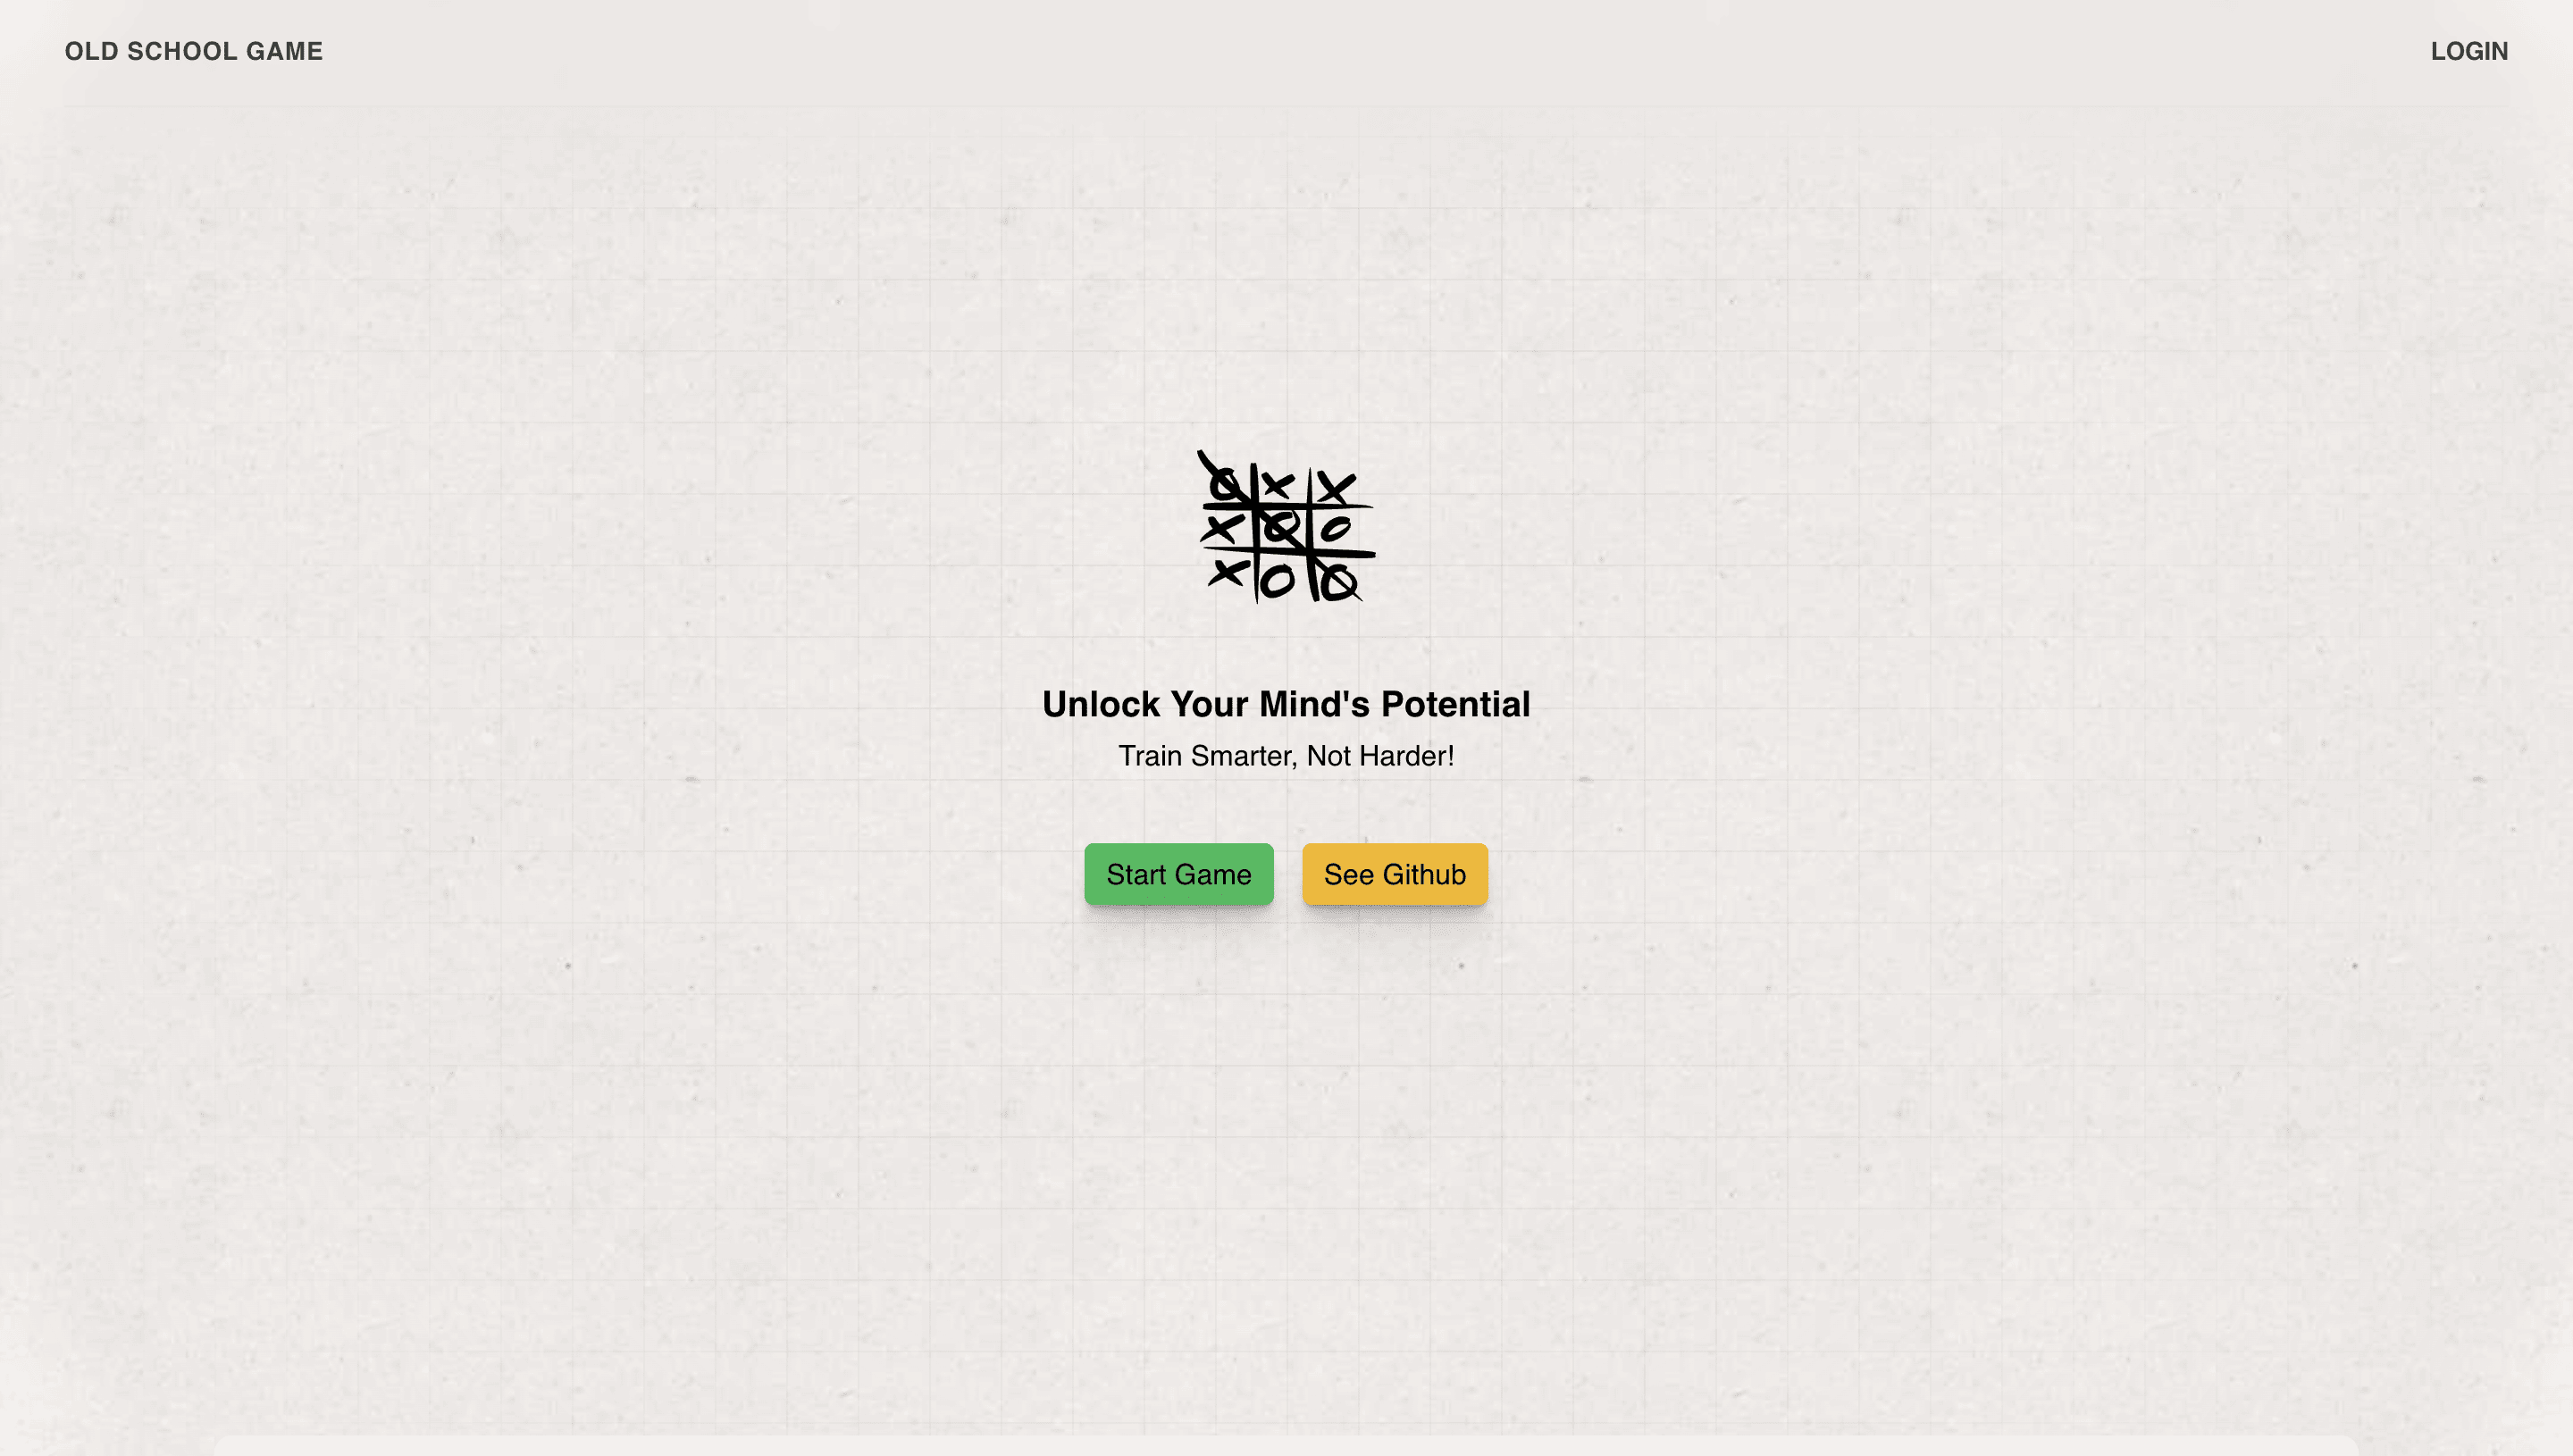 OLD SCHOOL GAME
LOGIN
O X X
X O O
X O O
Unlock Your Mind's Potential
Train Smarter, Not Harder!
Start Game
See Github